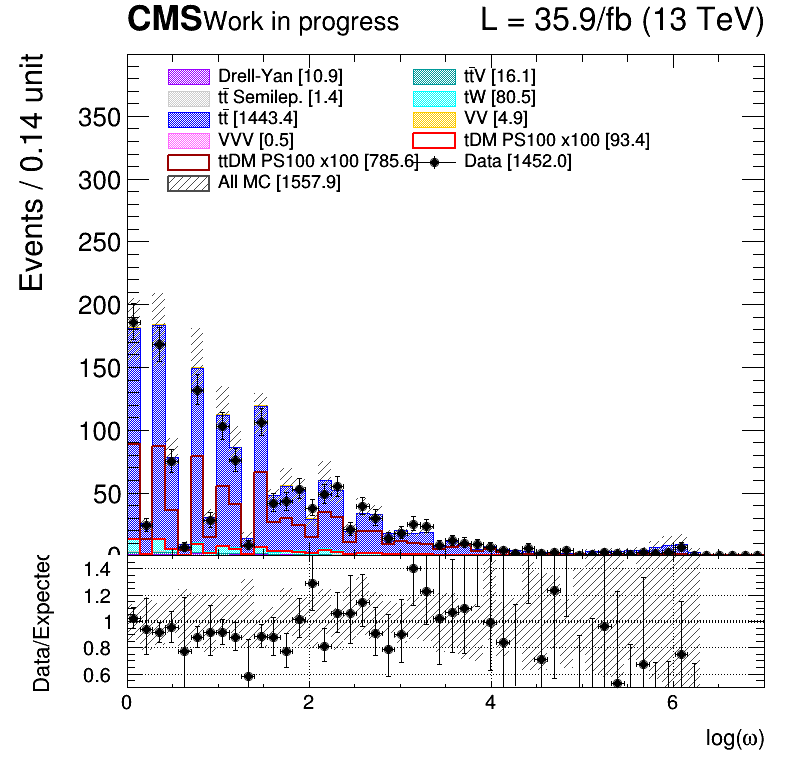 CMS Work in progress L = 35.9/fb (13 TeV)
Events / 0.14 unit
Drell-Yan [10.9] tt̄V [16.1]
tt̄ Semilep. [1.4] tW [80.5]
tt̄ [1443.4] VV [4.9]
VVV [0.5] tDM PS100 x100 [93.4]
ttDM PS100 x100 [785.6] Data [1452.0]
All MC [1557.9]
350
300
250
200
150
100
50
0
Data/Expected
1.4
1.2
1
0.8
0.6
0 2 4 6
log(ω)